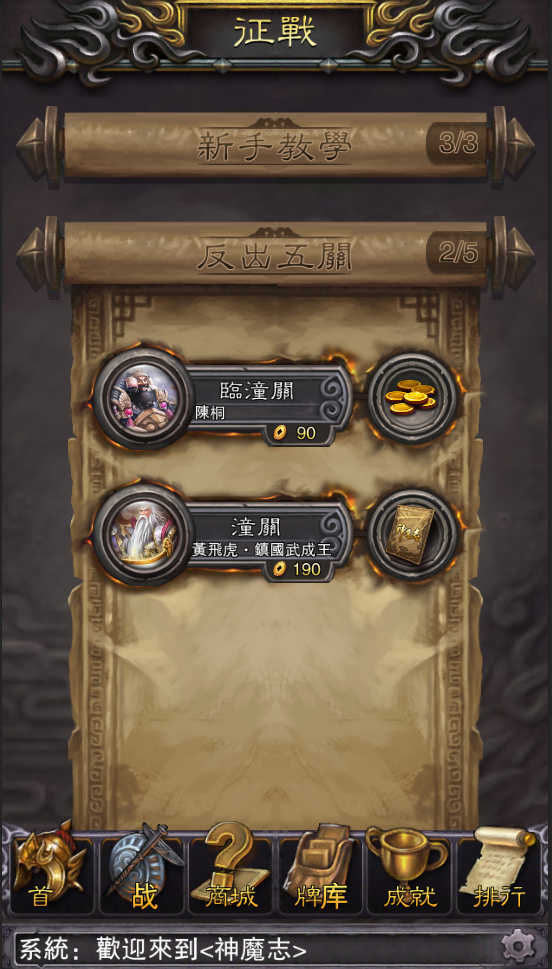 征戰
新手教學 3/3
反出五關 2/5
臨潼關
陳桐
90
潼關
黃飛虎·鎮國武成王
190
首 战 商城 牌库 成就 排行
系統：歡迎來到<神魔志>